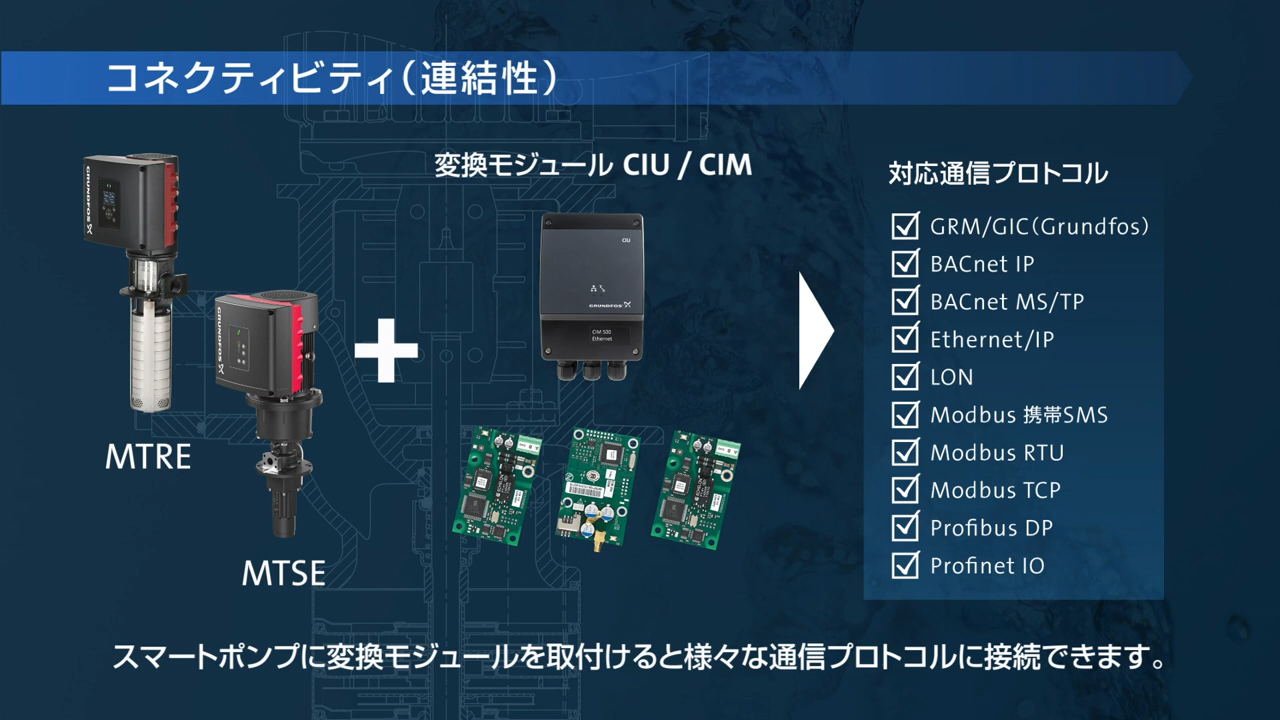 コネクティビティ（連結性）
変換モジュール CIU / CIM
対応通信プロトコル
GRUNDFOS
MTRE
GRUNDFOS
MTSE
CIU
GRUNDFOS
CIM 500
Ethernet
GRM/GIC（Grundfos）
BACnet IP
BACnet MS/TP
Ethernet/IP
LON
Modbus 携帯SMS
Modbus RTU
Modbus TCP
Profibus DP
Profinet IO
スマートポンプに変換モジュールを取付けると様々な通信プロトコルに接続できます。